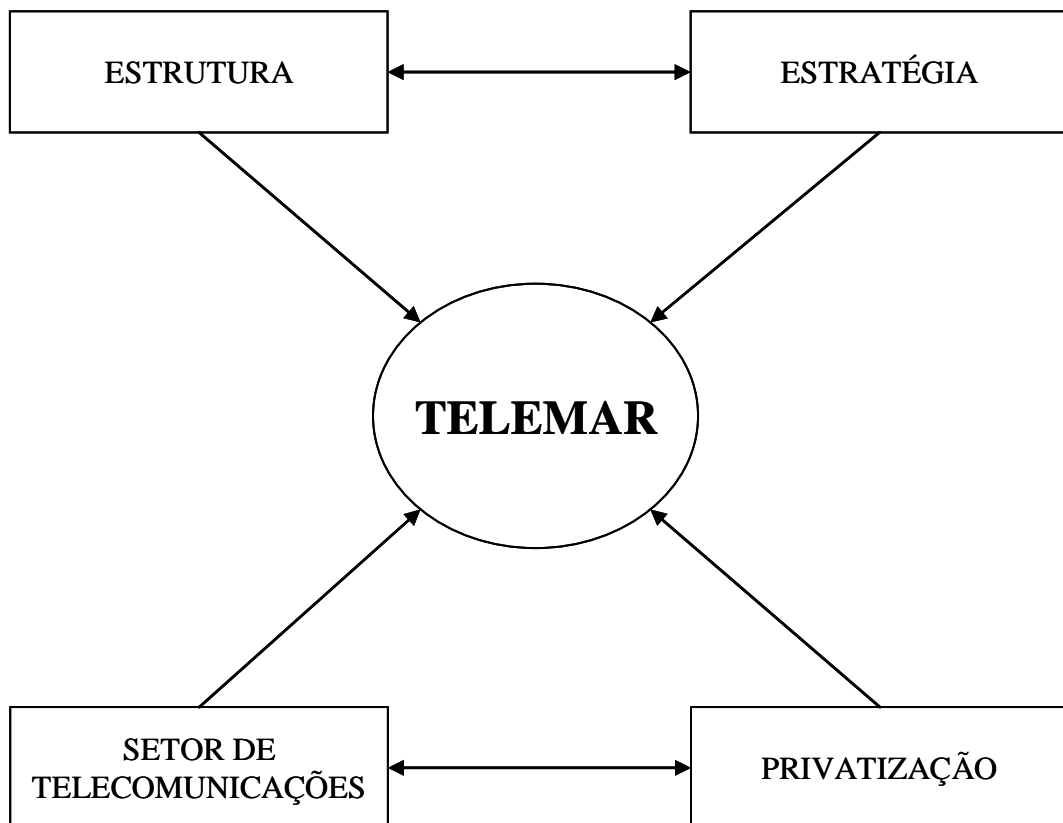 ESTRUTURA
ESTRATÉGIA
TELEMAR
SETOR DE
TELECOMUNICAÇÕES
PRIVATIZAÇÃO